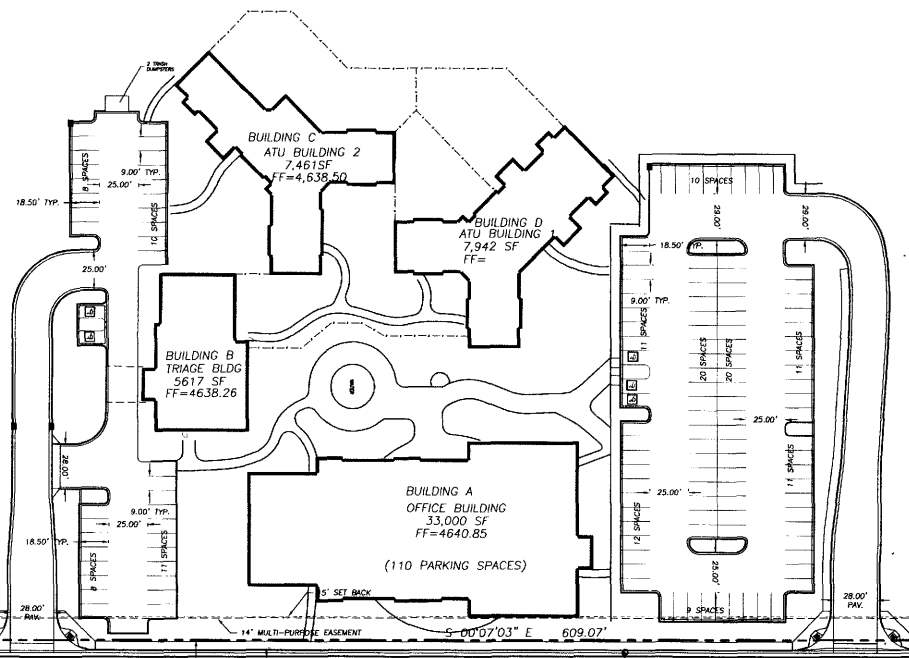 2 TRASH
DUMPSTERS
BUILDING C
ATU BUILDING 2
7,461SF
FF=4,638.50
8 SPACES
9.00' TYP.
25.00'
18.50' TYP.
10 SPACES
25.00'
BUILDING D
ATU BUILDING 1
7,942 SF
FF=
10 SPACES
29.00'
29.00'
18.50' TYP.
9.00' TYP.
11 SPACES
20 SPACES
20 SPACES
11 SPACES
25.00'
BUILDING B
TRIAGE BLDG
5617 SF
FF=4638.26
28.00'
9.00' TYP.
25.00'
18.50' TYP.
8 SPACES
11 SPACES
BUILDING A
OFFICE BUILDING
33,000 SF
FF=4640.85
(110 PARKING SPACES)
25.00'
11 SPACES
12 SPACES
25.00'
9 SPACES
15' SET BACK
28.00'
PAV.
28.00'
PAV.
14' MULTI-PURPOSE EASEMENT
S 00°07'03" E 609.07'